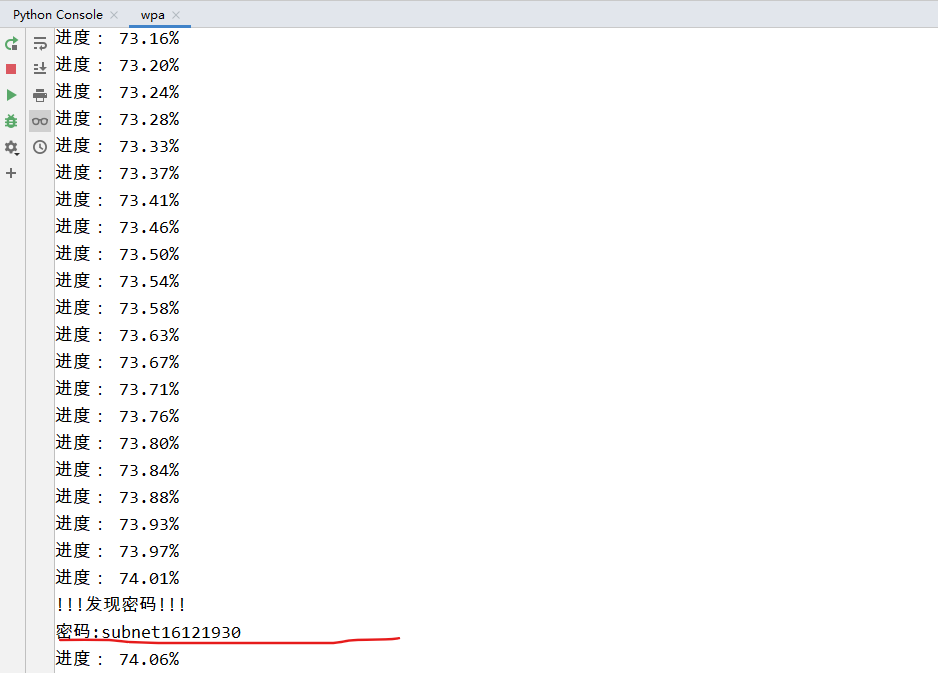 Python Console
wpa
进度： 73.16%
进度： 73.20%
进度： 73.24%
进度： 73.28%
进度： 73.33%
进度： 73.37%
进度： 73.41%
进度： 73.46%
进度： 73.50%
进度： 73.54%
进度： 73.58%
进度： 73.63%
进度： 73.67%
进度： 73.71%
进度： 73.76%
进度： 73.80%
进度： 73.84%
进度： 73.88%
进度： 73.93%
进度： 73.97%
进度： 74.01%
!!!发现密码!!!
密码:subnet16121930
进度： 74.06%